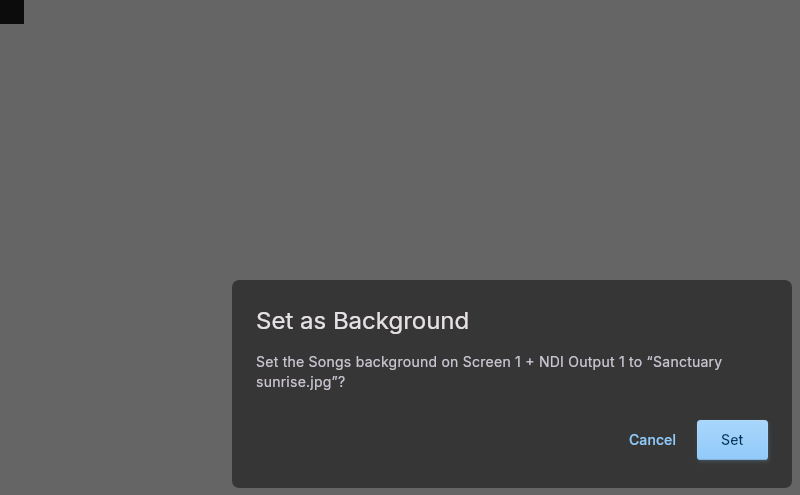 Set as Background
Set the Songs background on Screen 1 + NDI Output 1 to “Sanctuary
sunrise.jpg”?
Cancel
Set